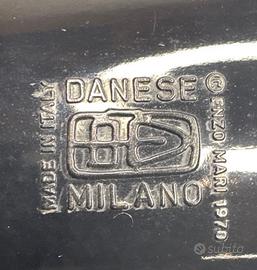 DANESE
MILANO
MADE IN ITALY
© ENZO MARI 1970
subito